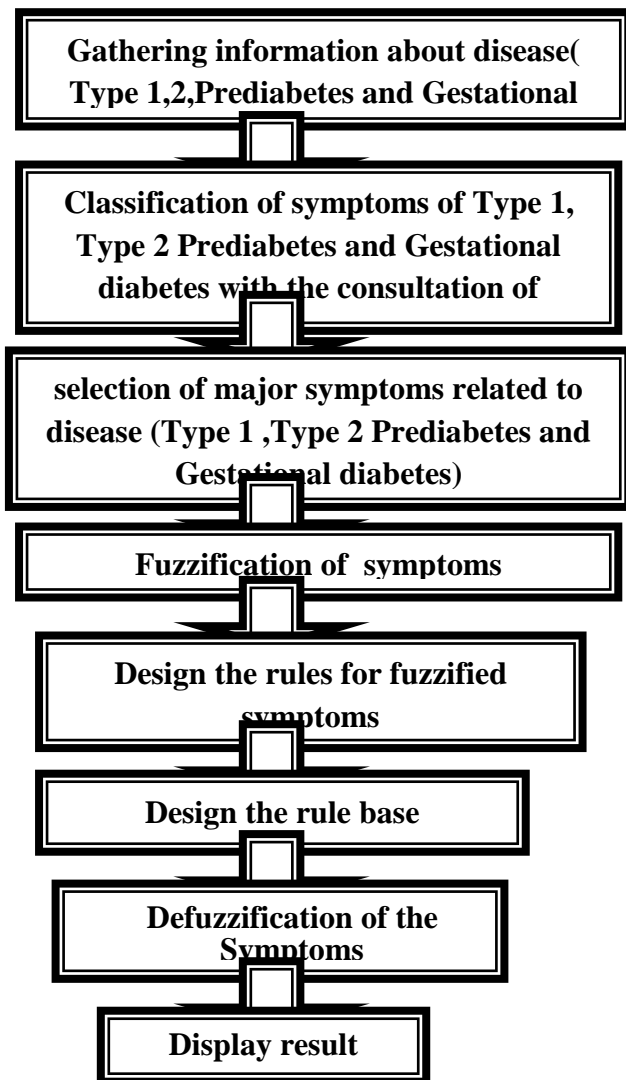 Gathering information about disease(
Type 1,2,Prediabetes and Gestational
Classification of symptoms of Type 1,
Type 2 Prediabetes and Gestational
diabetes with the consultation of
selection of major symptoms related to
disease (Type 1 ,Type 2 Prediabetes and
Gestational diabetes)
Fuzzification of symptoms
Design the rules for fuzzified
symptoms
Design the rule base
Defuzzification of the
Symptoms
Display result